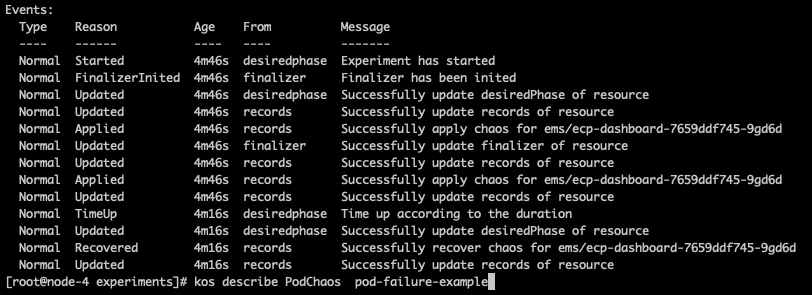 Events:
Type Reason Age From Message
---- ------ ---- ---- -------
Normal Started 4m46s desiredphase Experiment has started
Normal FinalizerInited 4m46s finalizer Finalizer has been inited
Normal Updated 4m46s desiredphase Successfully update desiredPhase of resource
Normal Updated 4m46s records Successfully update records of resource
Normal Applied 4m46s records Successfully apply chaos for ems/ecp-dashboard-7659ddf745-9gd6d
Normal Updated 4m46s finalizer Successfully update finalizer of resource
Normal Updated 4m46s records Successfully update records of resource
Normal Applied 4m46s records Successfully apply chaos for ems/ecp-dashboard-7659ddf745-9gd6d
Normal Updated 4m46s records Successfully update records of resource
Normal TimeUp 4m16s desiredphase Time up according to the duration
Normal Updated 4m16s desiredphase Successfully update desiredPhase of resource
Normal Recovered 4m16s records Successfully recover chaos for ems/ecp-dashboard-7659ddf745-9gd6d
Normal Updated 4m16s records Successfully update records of resource
[root@node-4 experiments]# kos describe PodChaos  pod-failure-example